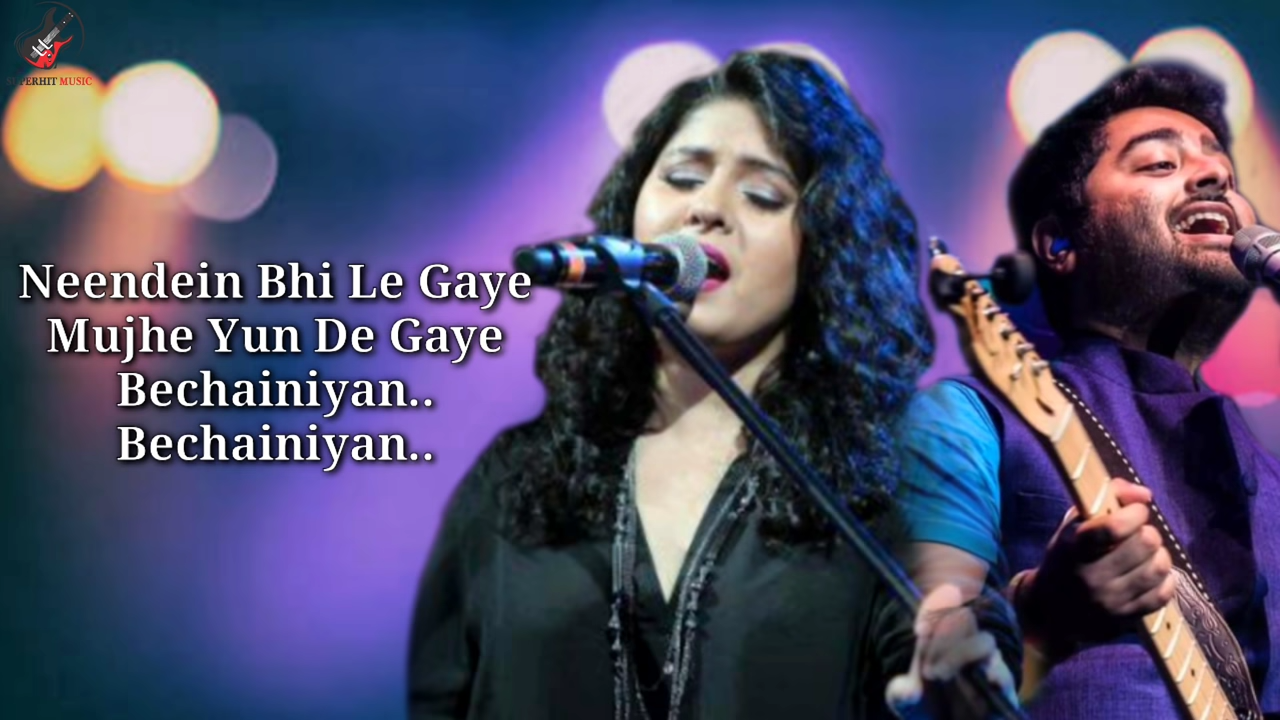 SUPERHIT MUSIC
Neendein Bhi Le Gaye
Mujhe Yun De Gaye
Bechainiyan..
Bechainiyan..